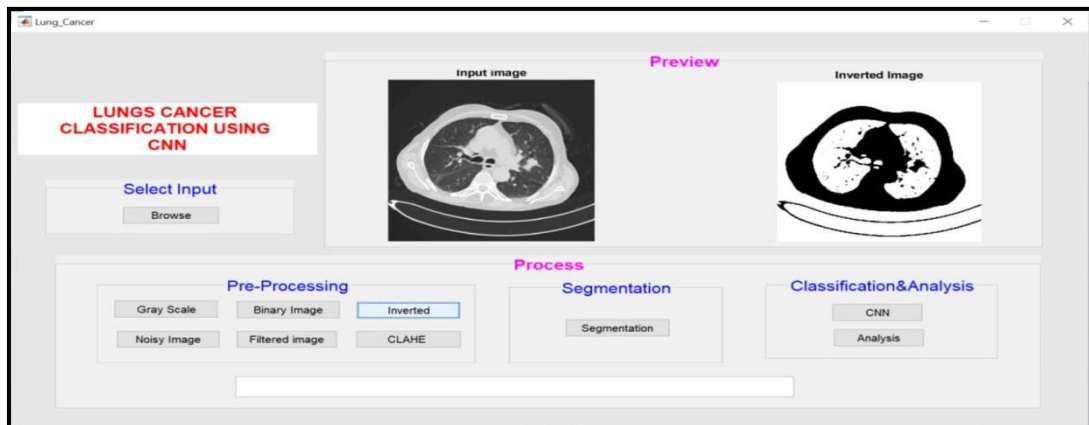 Lung_Cancer
LUNGS CANCER
CLASSIFICATION USING
CNN
Select Input
Browse
Preview
Input image
Inverted Image
Process
Pre-Processing
Gray Scale
Binary Image
Inverted
Noisy Image
Filtered image
CLAHE
Segmentation
Segmentation
Classification&Analysis
CNN
Analysis